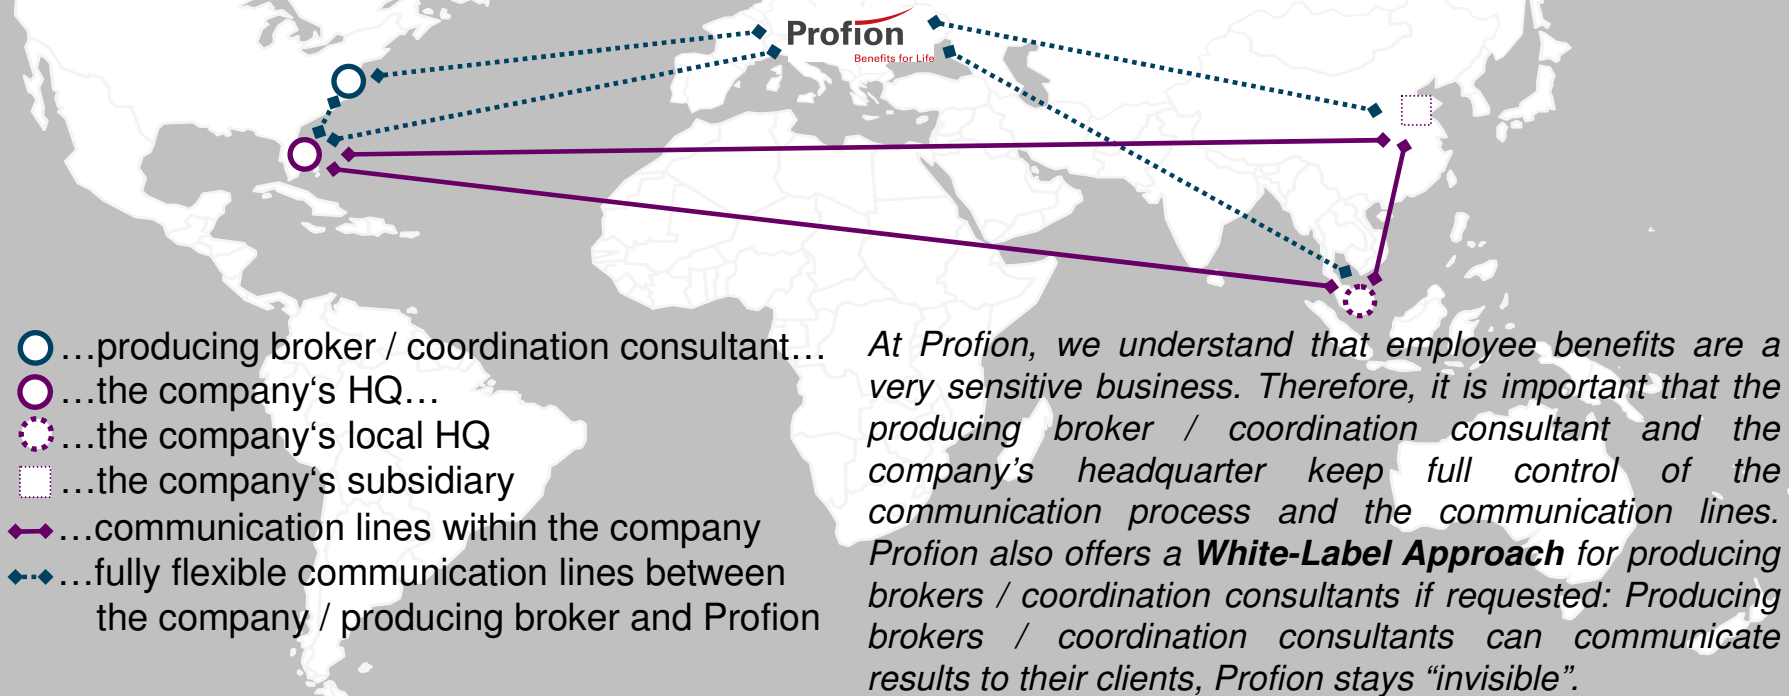 Profion
Benefits for Life
…producing broker / coordination consultant…
…the company‘s HQ…
…the company‘s local HQ
…the company‘s subsidiary
…communication lines within the company
…fully flexible communication lines between
the company / producing broker and Profion
At Profion, we understand that employee benefits are a
very sensitive business. Therefore, it is important that the
producing broker / coordination consultant and the
company’s headquarter keep full control of the
communication process and the communication lines.
Profion also offers a White-Label Approach for producing
brokers / coordination consultants if requested: Producing
brokers / coordination consultants can communicate
results to their clients, Profion stays “invisible”.